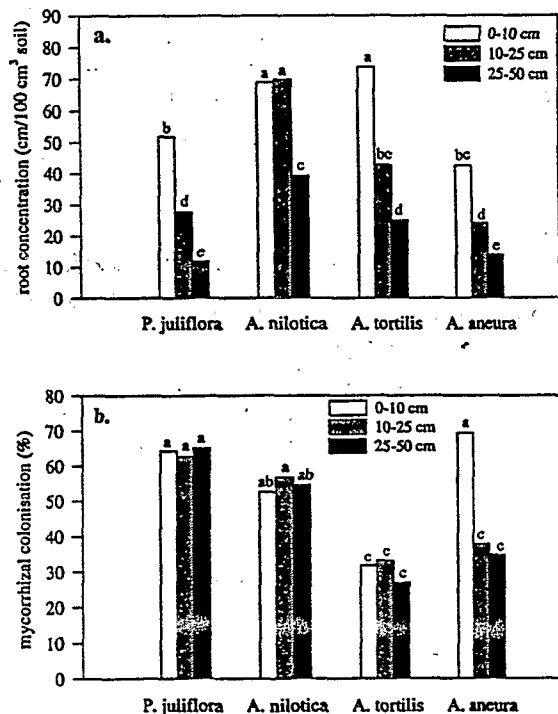 a.
0-10 cm
10-25 cm
25-50 cm
root concentration (cm/100 cm³ soil)
90
80
70
60
50
40
30
20
10
0
b
d
e
a
a
c
a
bc
d
bc
d
e
P. juliflora A. nilotica A. tortilis A. aneura
b.
0-10 cm
10-25 cm
25-50 cm
mycorrhizal colonisation (%)
80
70
60
50
40
30
20
10
0
a
a
a
ab
a
ab
c
c
c
a
c
c
P. juliflora A. nilotica A. tortilis A. aneura